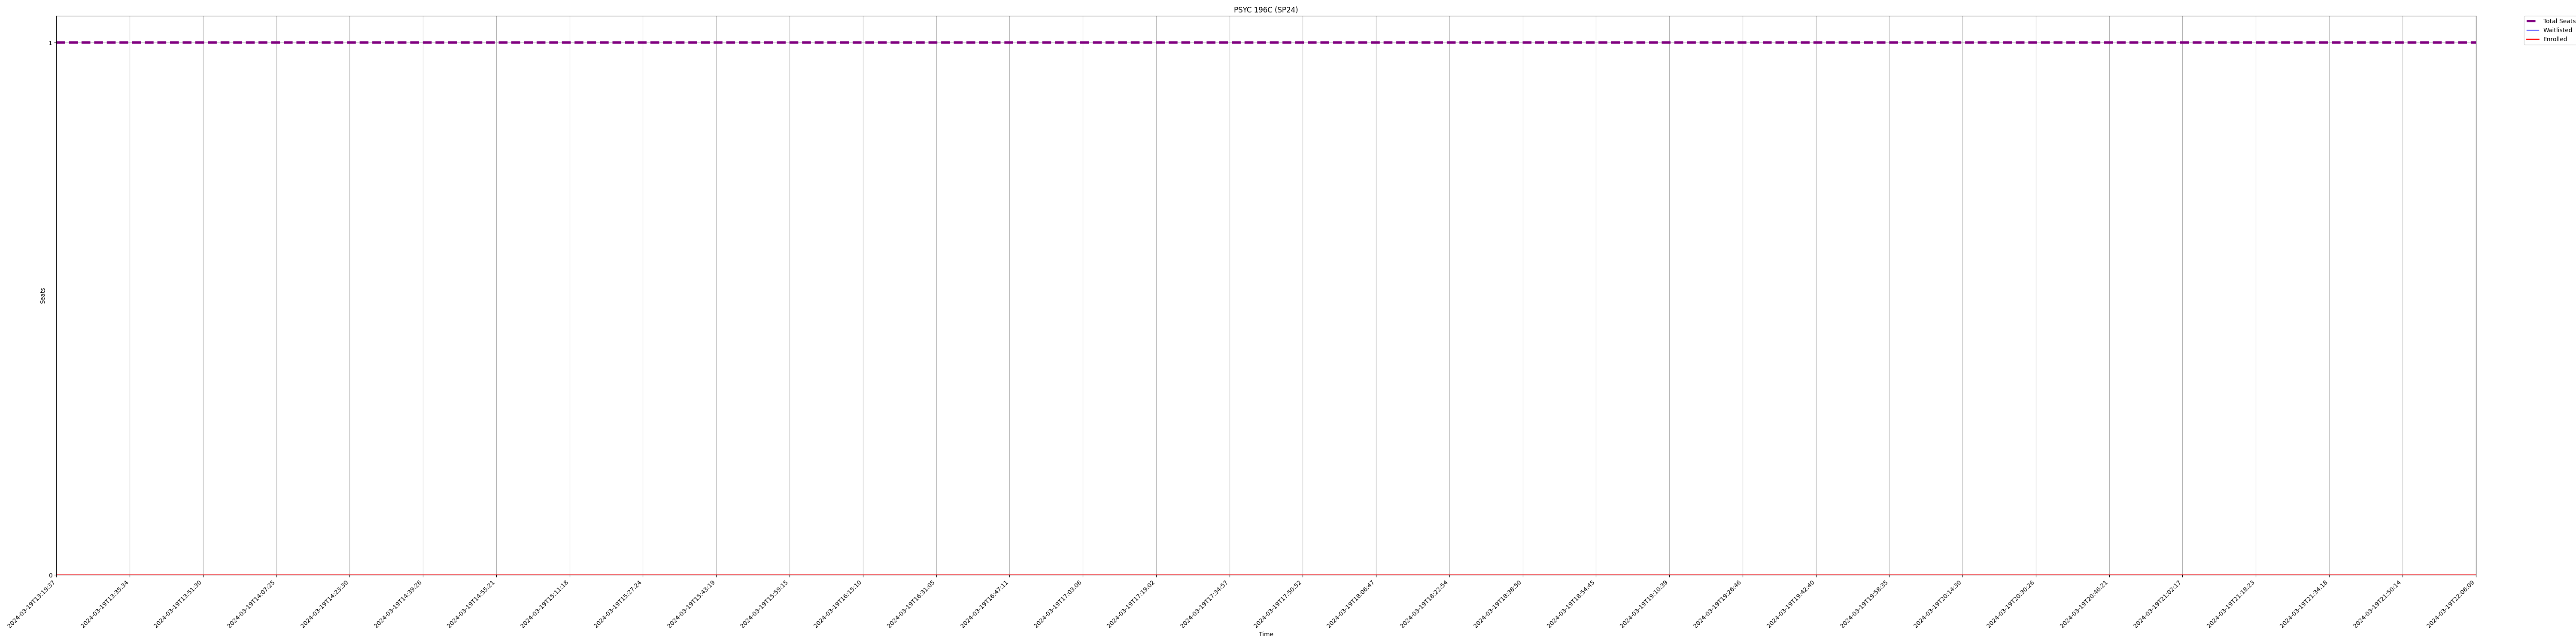 PSYC 196C (SP24)
Total Seats
Waitlisted
Enrolled
1
Seats
0
2024-03-19T13:19:37
2024-03-19T13:35:34
2024-03-19T13:51:30
2024-03-19T14:07:25
2024-03-19T14:23:30
2024-03-19T14:39:26
2024-03-19T14:55:21
2024-03-19T15:11:18
2024-03-19T15:27:24
2024-03-19T15:43:19
2024-03-19T15:59:15
2024-03-19T16:15:10
2024-03-19T16:31:05
2024-03-19T16:47:11
2024-03-19T17:03:06
2024-03-19T17:19:02
2024-03-19T17:34:57
2024-03-19T17:50:52
2024-03-19T18:06:47
2024-03-19T18:22:54
2024-03-19T18:38:50
2024-03-19T18:54:45
2024-03-19T19:10:39
2024-03-19T19:26:46
2024-03-19T19:42:40
2024-03-19T19:58:35
2024-03-19T20:14:30
2024-03-19T20:30:26
2024-03-19T20:46:21
2024-03-19T21:02:17
2024-03-19T21:18:23
2024-03-19T21:34:18
2024-03-19T21:50:14
2024-03-19T22:06:09
Time